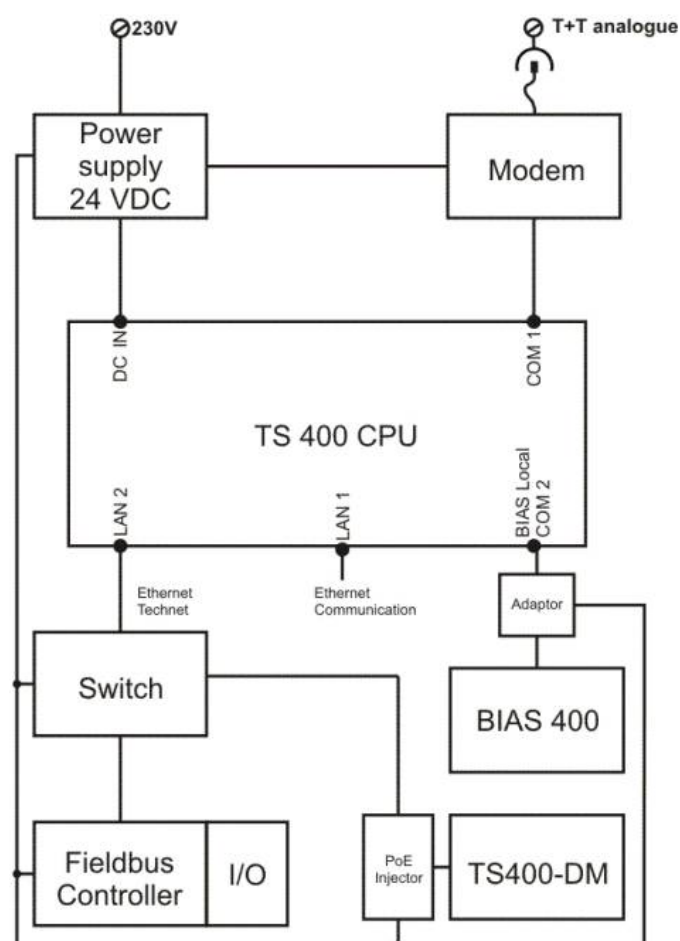 230V
T+T analogue
Power
supply
24 VDC
Modem
DC IN
COM 1
TS 400 CPU
LAN 2
LAN 1
BIAS Local
COM 2
Ethernet
Technet
Ethernet
Communication
Adaptor
Switch
BIAS 400
Fieldbus
Controller
I/O
PoE
Injector
TS400-DM